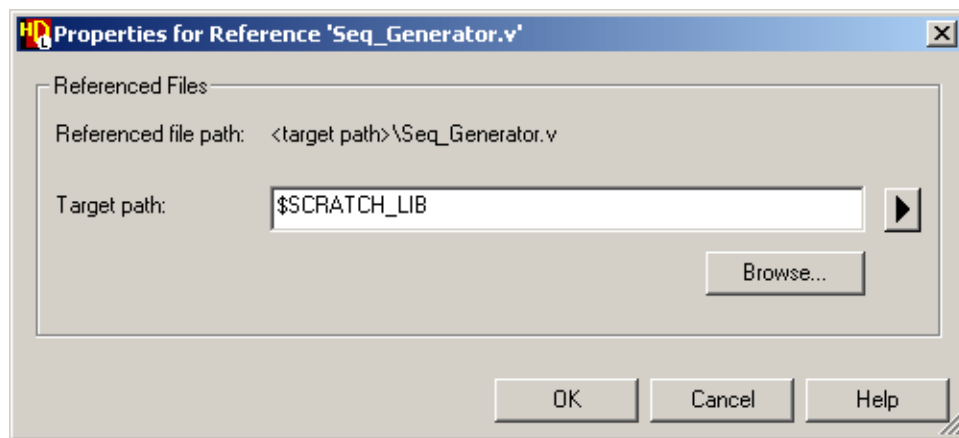 HDL Properties for Reference 'Seq_Generator.v'
Referenced Files
Referenced file path: <target path>\Seq_Generator.v
Target path: $SCRATCH_LIB
Browse...
OK Cancel Help